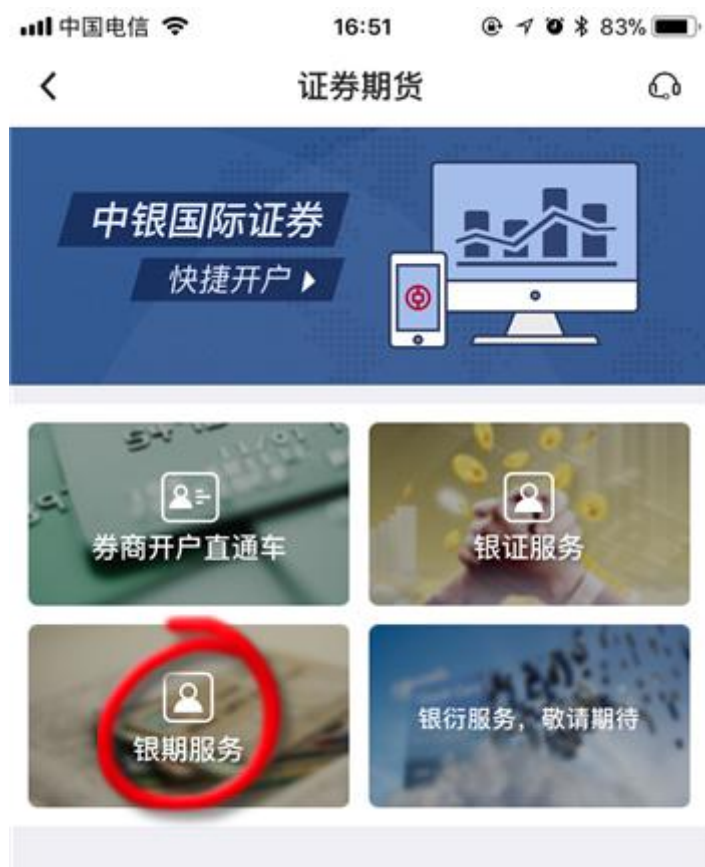 中国电信 16:51 83%
证券期货
中银国际证券
快捷开户
券商开户直通车
银证服务
银期服务
银衍服务，敬请期待